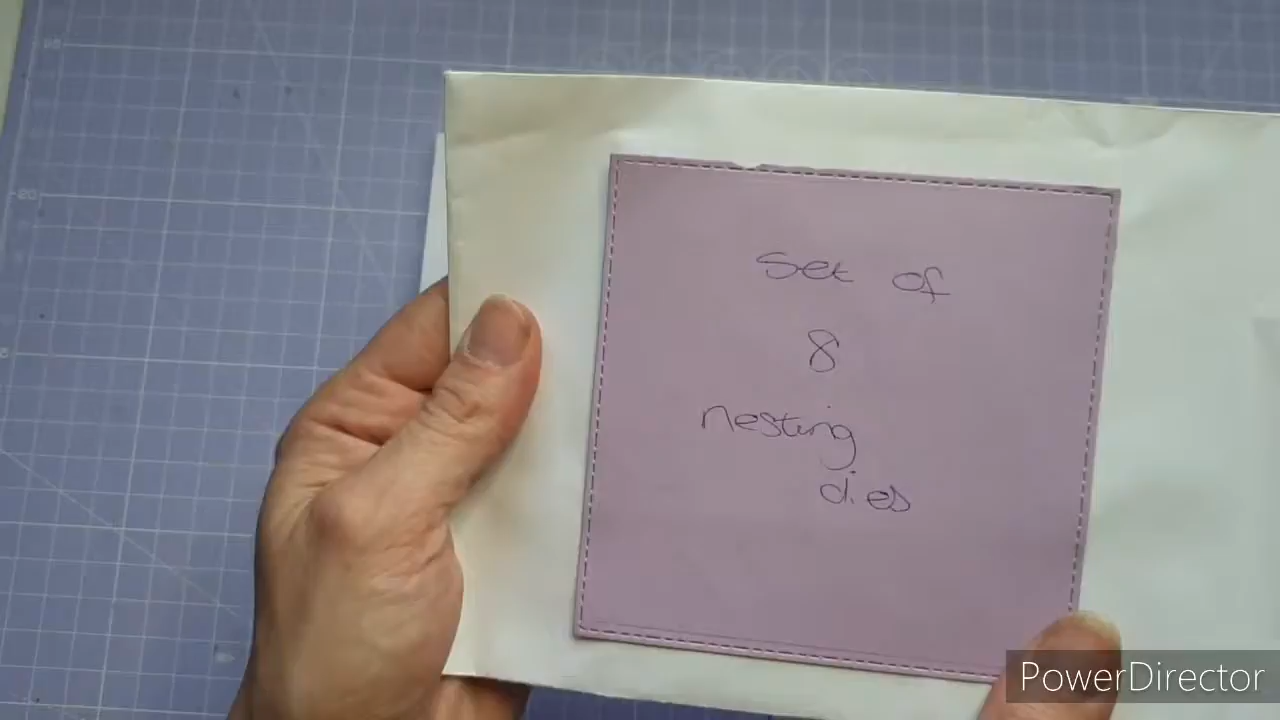 Set of
8
nesting
dies
PowerDirector